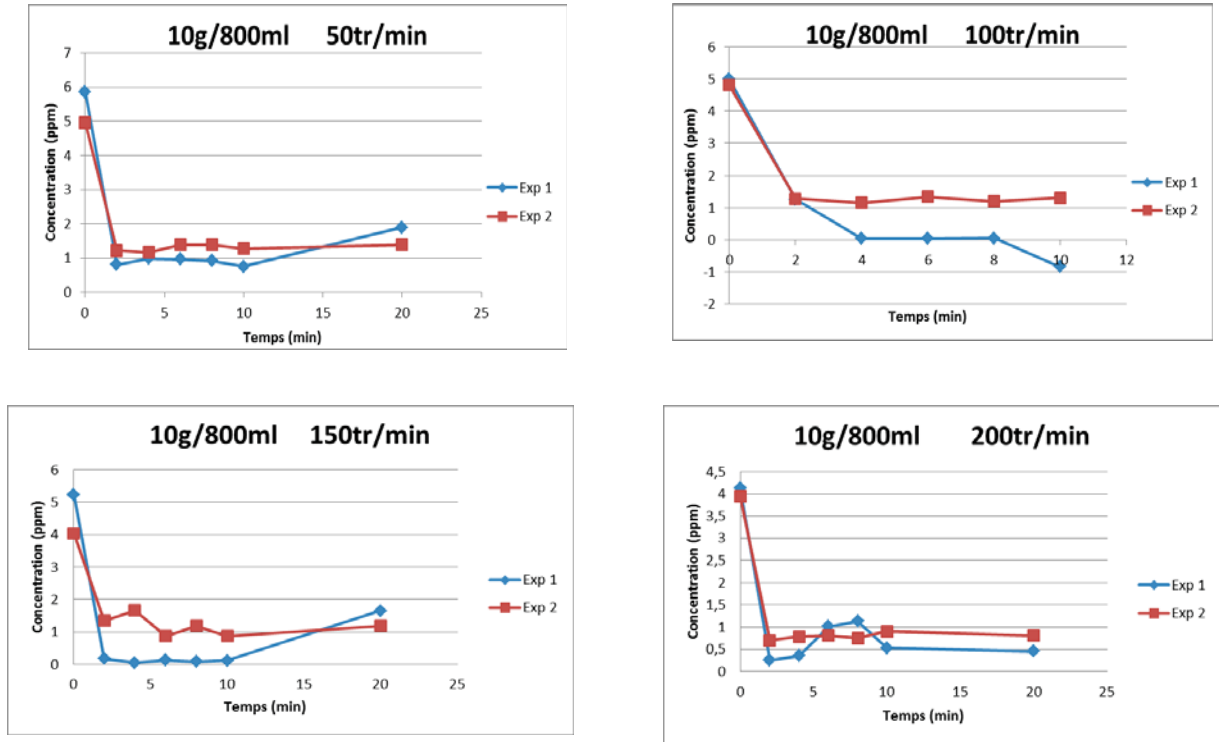 10g/800ml 50tr/min
7
6
5
4
3
2
1
0
Concentration (ppm)
0 5 10 15 20 25
Temps (min)
Exp 1
Exp 2
10g/800ml 100tr/min
6
5
4
3
2
1
0
-1
-2
Concentration (ppm)
0 2 4 6 8 10 12
Temps (min)
Exp 1
Exp 2
10g/800ml 150tr/min
6
5
4
3
2
1
0
Concentration (ppm)
0 5 10 15 20 25
Temps (min)
Exp 1
Exp 2
10g/800ml 200tr/min
4,5
4
3,5
3
2,5
2
1,5
1
0,5
0
Concentration (ppm)
0 5 10 15 20 25
Temps (min)
Exp 1
Exp 2